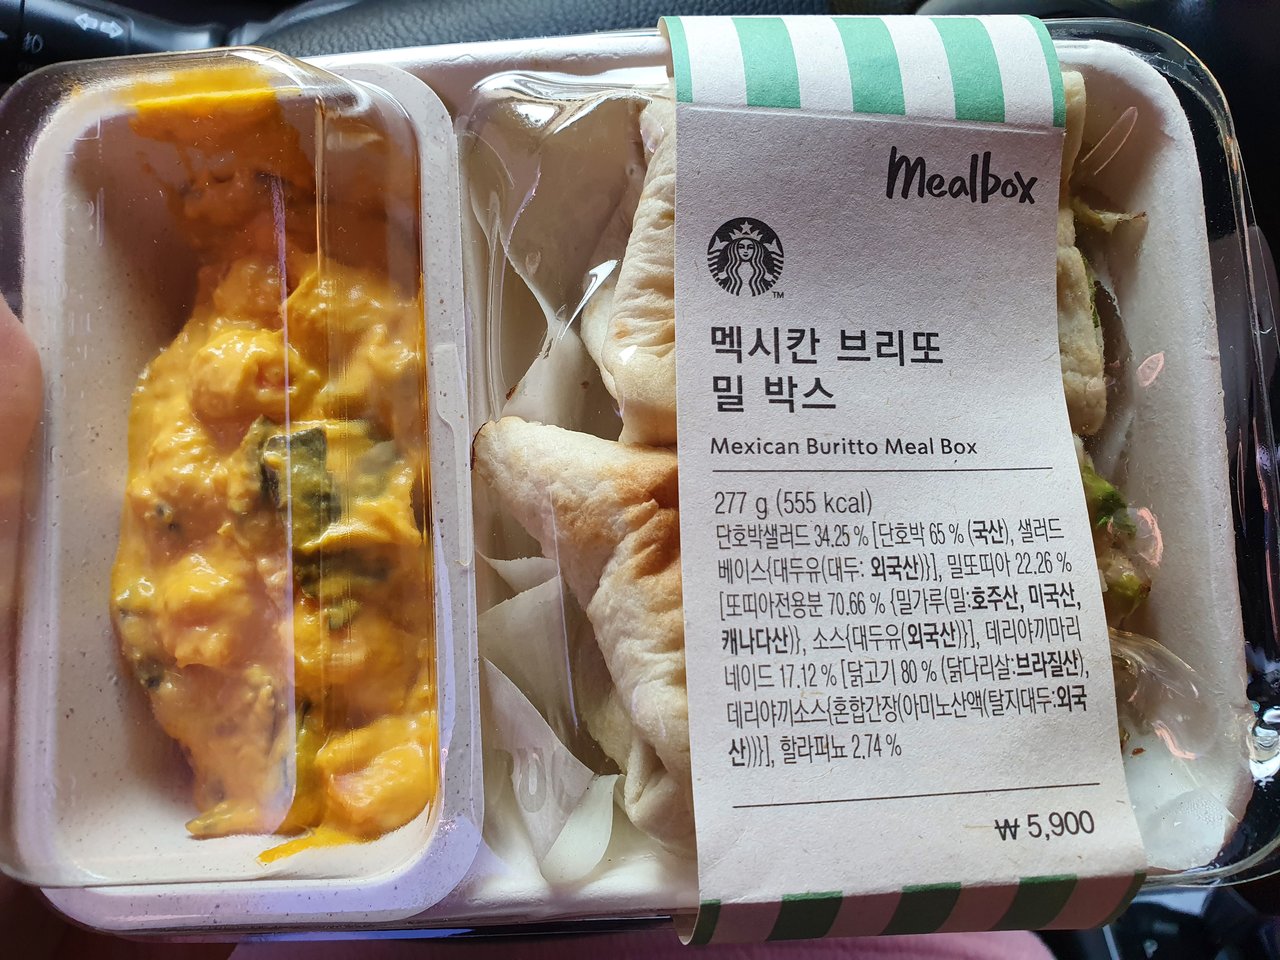 Mealbox
TM
멕시칸 브리또
밀 박스
Mexican Buritto Meal Box
277 g (555 kcal)
단호박샐러드 34.25 % [단호박 65 % (국산), 샐러드
베이스{대두유(대두: 외국산)}], 밀또띠아 22.26 %
[또띠아전용분 70.66 % {밀가루(밀:호주산, 미국산,
캐나다산)}, 소스{대두유(외국산)}], 데리야끼마리
네이드 17.12 % [닭고기 80 % (닭다리살:브라질산),
데리야끼소스{혼합간장(아미노산액(탈지대두:외국
산))}], 할라퍼뇨 2.74 %
₩ 5,900